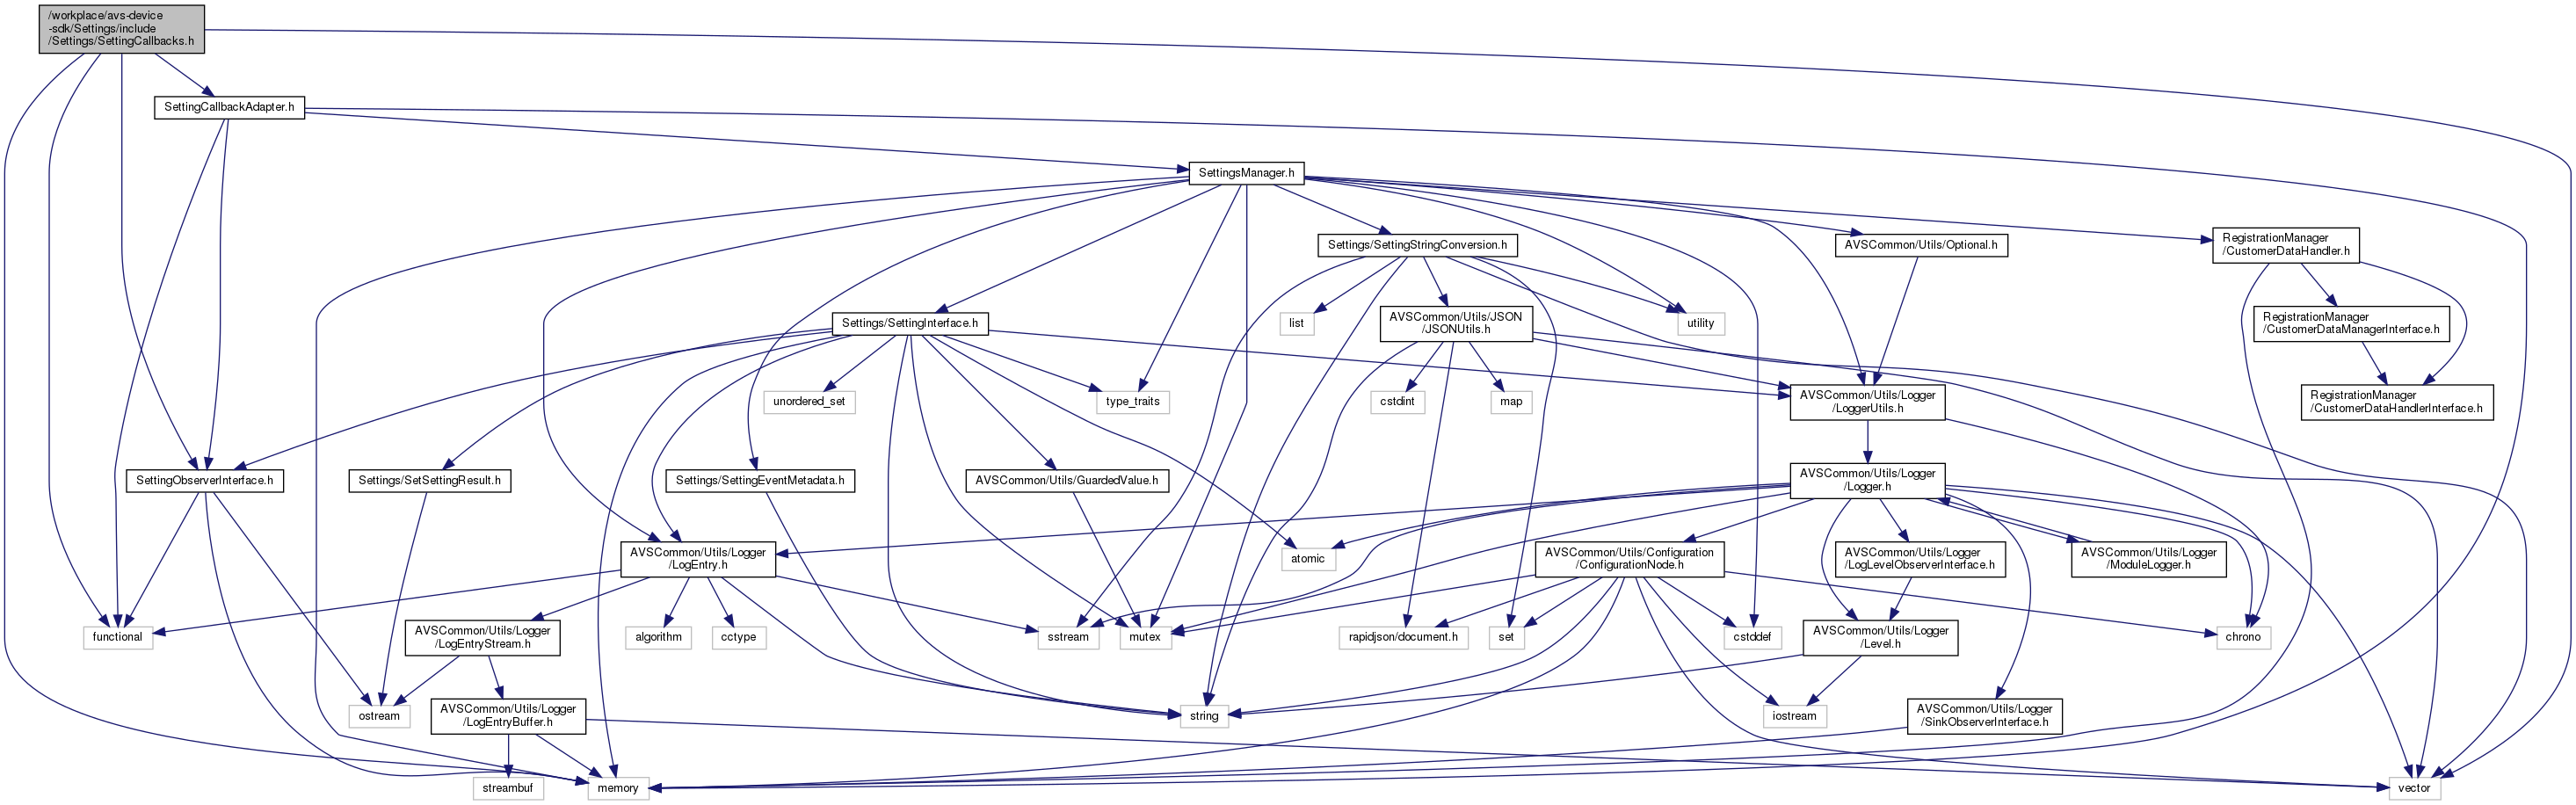 /workplace/avs-device
-sdk/Settings/include
/Settings/SettingCallbacks.h
SettingCallbackAdapter.h
SettingsManager.h
Settings/SettingStringConversion.h
AVSCommon/Utils/Optional.h
RegistrationManager
/CustomerDataHandler.h
Settings/SettingInterface.h
list
AVSCommon/Utils/JSON
/JSONUtils.h
utility
RegistrationManager
/CustomerDataManagerInterface.h
unordered_set
type_traits
cstdint
map
AVSCommon/Utils/Logger
/LoggerUtils.h
RegistrationManager
/CustomerDataHandlerInterface.h
SettingObserverInterface.h
Settings/SetSettingResult.h
Settings/SettingEventMetadata.h
AVSCommon/Utils/GuardedValue.h
AVSCommon/Utils/Logger
/Logger.h
AVSCommon/Utils/Logger
/LogEntry.h
atomic
AVSCommon/Utils/Configuration
/ConfigurationNode.h
AVSCommon/Utils/Logger
/LogLevelObserverInterface.h
AVSCommon/Utils/Logger
/ModuleLogger.h
functional
AVSCommon/Utils/Logger
/LogEntryStream.h
algorithm
cctype
sstream
mutex
rapidjson/document.h
set
cstddef
AVSCommon/Utils/Logger
/Level.h
chrono
ostream
AVSCommon/Utils/Logger
/LogEntryBuffer.h
string
iostream
AVSCommon/Utils/Logger
/SinkObserverInterface.h
streambuf
memory
vector